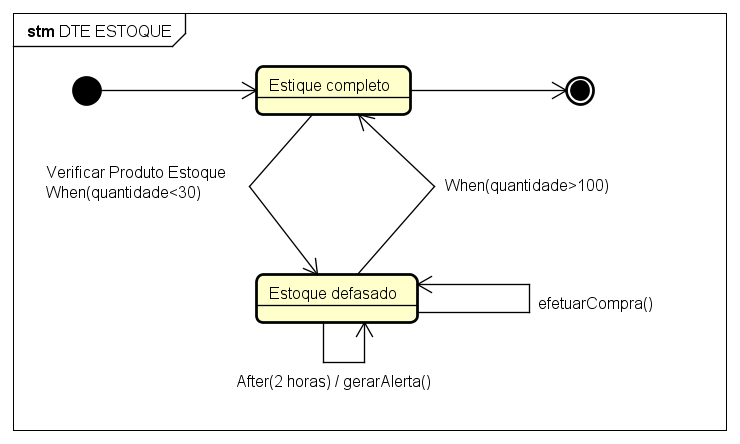 stm DTE ESTOQUE
Estique completo
Verificar Produto Estoque
When(quantidade<30)
When(quantidade>100)
Estoque defasado
efetuarCompra()
After(2 horas) / gerarAlerta()